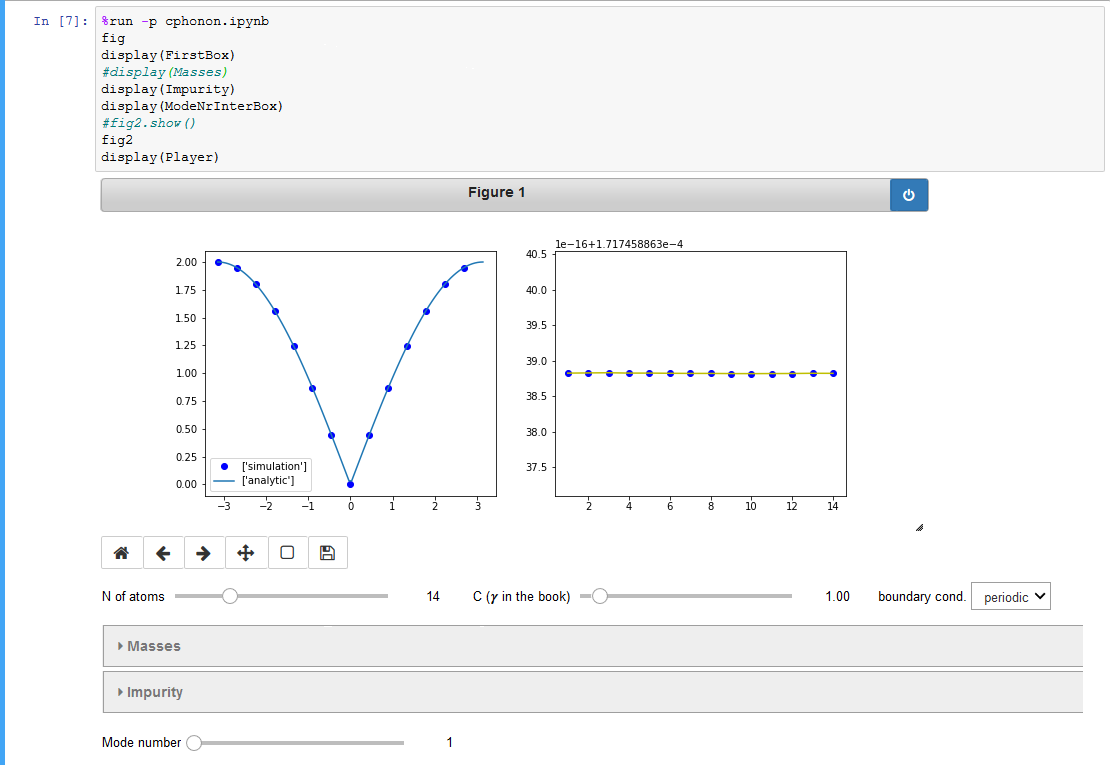 In [7]:
%run -p cphonon.ipynb
fig
display(FirstBox)
#display(Masses)
display(Impurity)
display(ModeNrInterBox)
#fig2.show()
fig2
display(Player)
Figure 1
2.00
1.75
1.50
1.25
1.00
0.75
0.50
0.25
0.00
['simulation']
['analytic']
−3 −2 −1 0 1 2 3
1e−16+1.717458863e−4
40.5
40.0
39.5
39.0
38.5
38.0
37.5
2 4 6 8 10 12 14
N of atoms 14 C (γ in the book) 1.00 boundary cond. periodic
Masses
Impurity
Mode number 1